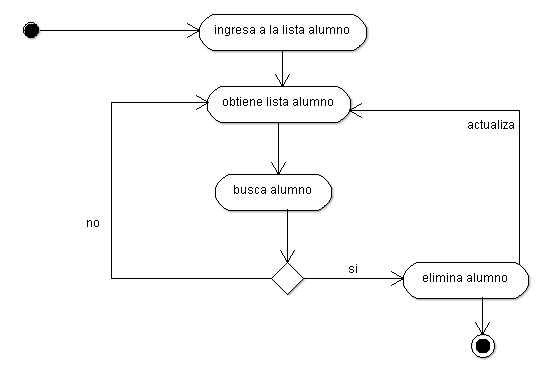 ingresa a la lista alumno
obtiene lista alumno
actualiza
busca alumno
no
si
elimina alumno